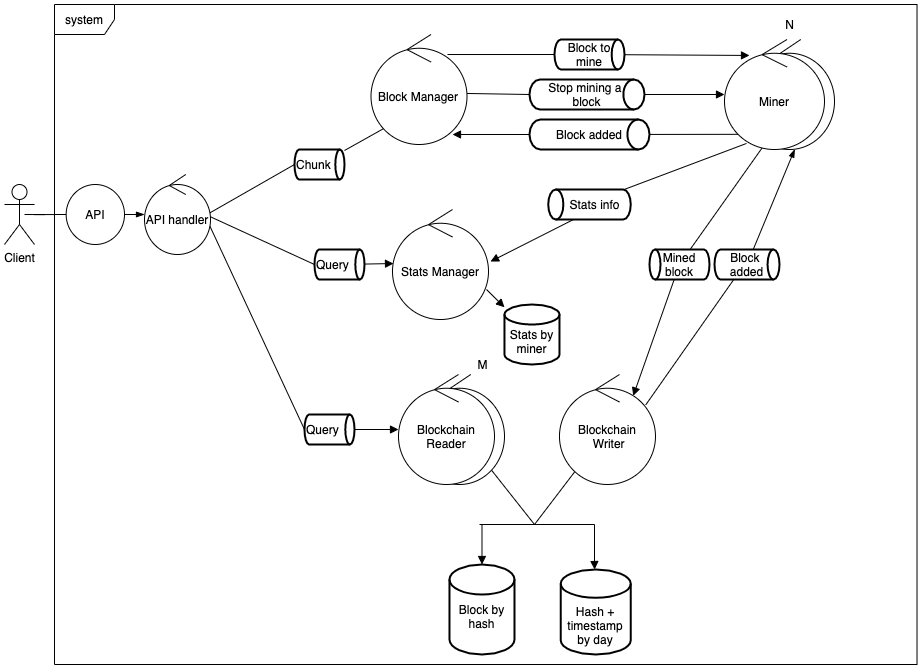 system
N
Block Manager
Block to
mine
Stop mining a
block
Block added
Miner
Chunk
Client
API
API handler
Stats info
Query
Stats Manager
Mined
block
Block
added
Stats by
miner
M
Query
Blockchain
Reader
Blockchain
Writer
Block by
hash
Hash +
timestamp
by day